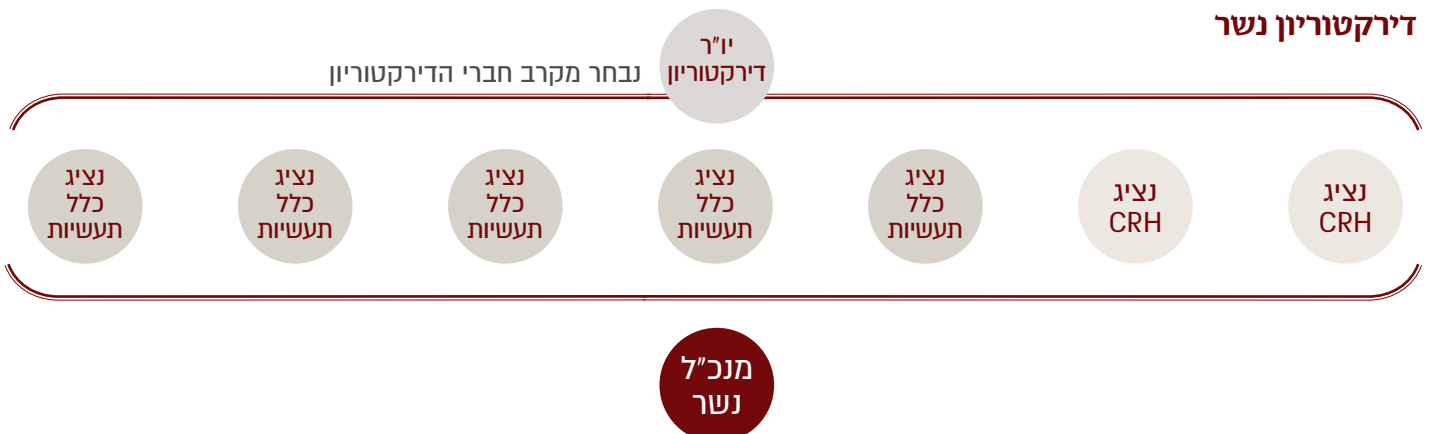 דירקטוריון נשר
יו"ר
דירקטוריון
נבחר מקרב חברי הדירקטוריון
נציג
CRH
נציג
CRH
נציג
כלל
תעשיות
נציג
כלל
תעשיות
נציג
כלל
תעשיות
נציג
כלל
תעשיות
נציג
כלל
תעשיות
מנכ"ל
נשר